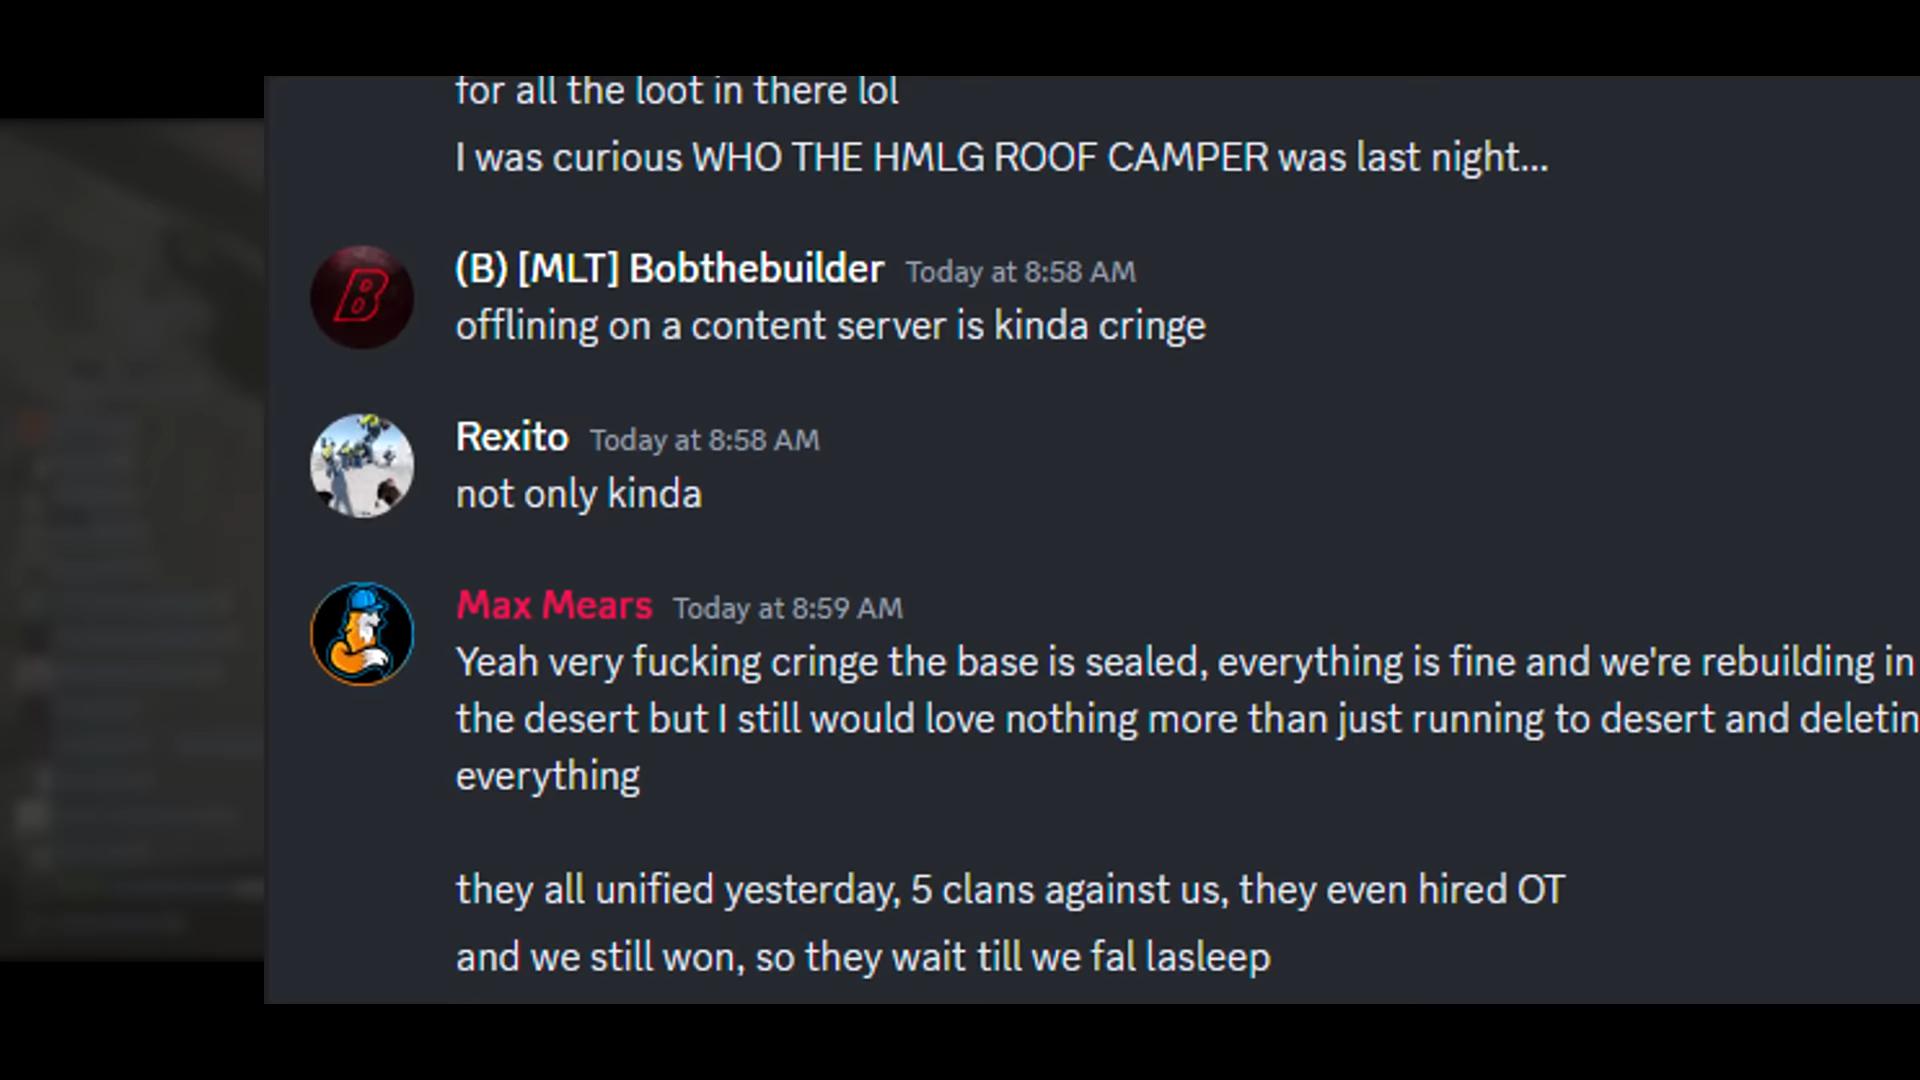 for all the loot in there lol
I was curious WHO THE HMLG ROOF CAMPER was last night...
(B) [MLT] Bobthebuilder Today at 8:58 AM
offlining on a content server is kinda cringe
Rexito Today at 8:58 AM
not only kinda
Max Mears Today at 8:59 AM
Yeah very fucking cringe the base is sealed, everything is fine and we're rebuilding in
the desert but I still would love nothing more than just running to desert and deletin
everything
they all unified yesterday, 5 clans against us, they even hired OT
and we still won, so they wait till we fal lasleep
B